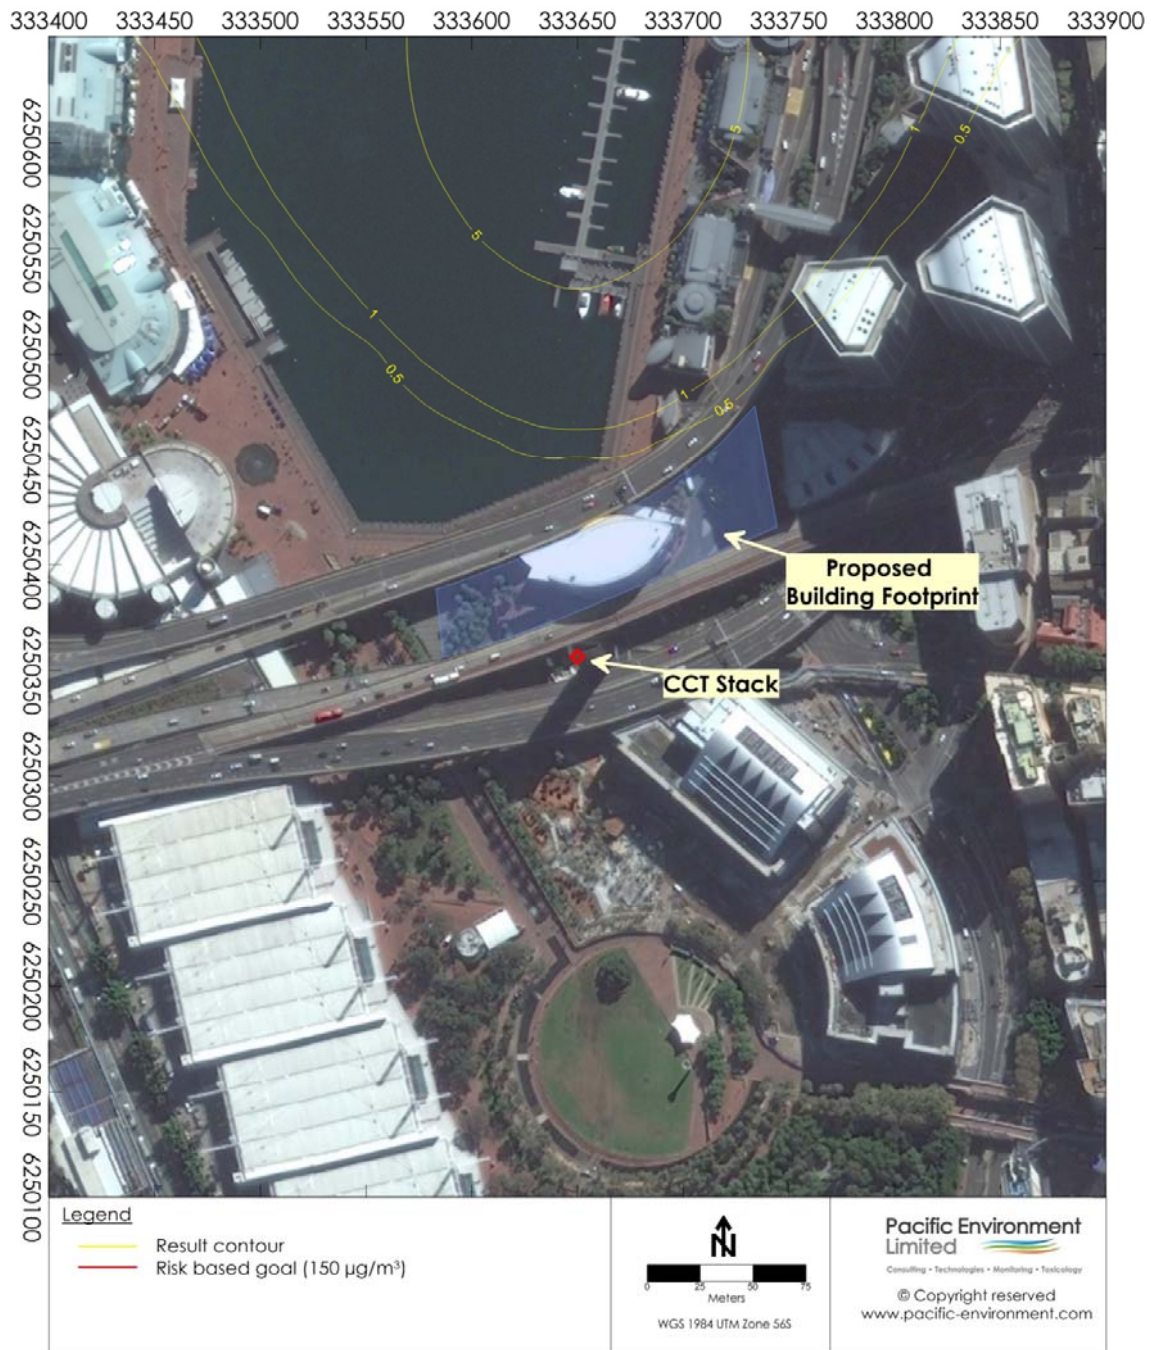 333400 333450 333500 333550 333600 333650 333700 333750 333800 333850 333900
6250600
6250550
6250500
6250450
6250400
6250350
6250300
6250250
6250200
6250150
6250100
5
5
1
0.5
1
0.5
1
0.5
Proposed
Building Footprint
CCT Stack
Legend
Result contour
Risk based goal (150 µg/m³)
N
0 25 50 75
Meters
WGS 1984 UTM Zone 56S
Pacific Environment
Limited
Consulting • Technologies • Monitoring • Toxicology
© Copyright reserved
www.pacific-environment.com